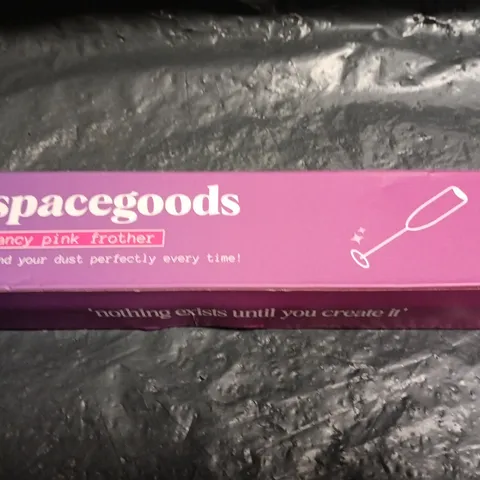 spacegoods
ancy pink frother
nd your dust perfectly every time!
'nothing exists until you create it'